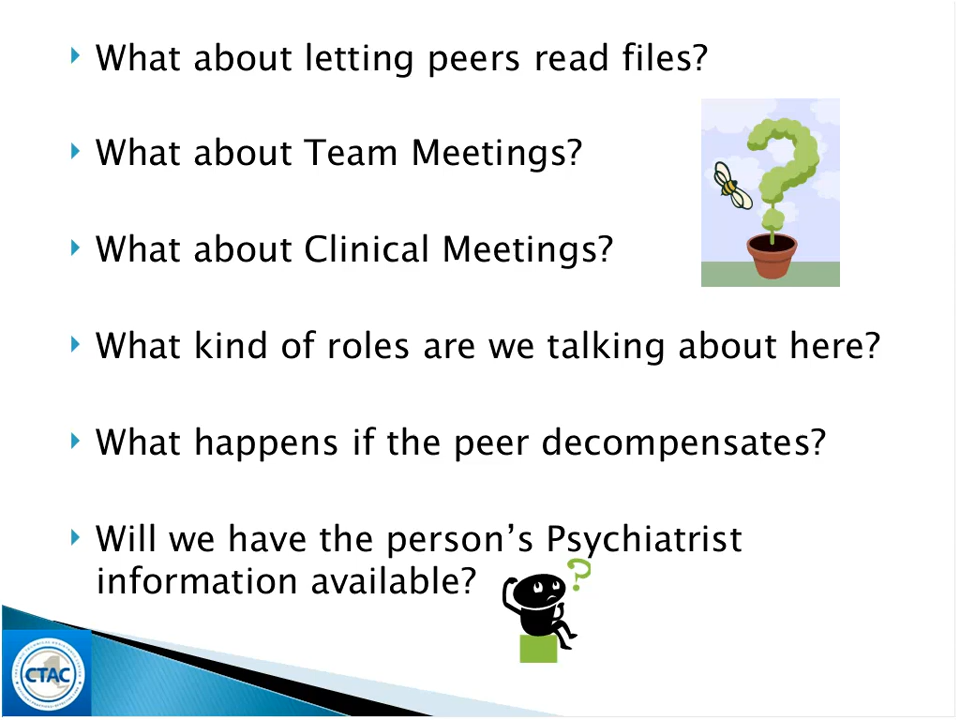 What about letting peers read files?
What about Team Meetings?
What about Clinical Meetings?
What kind of roles are we talking about here?
What happens if the peer decompensates?
Will we have the person’s Psychiatrist
information available?
?
CTAC